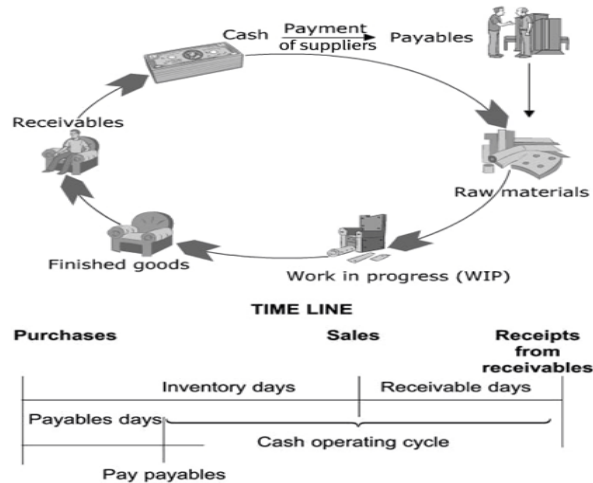 Cash
Payment
of suppliers
Payables
Receivables
Raw materials
Finished goods
Work in progress (WIP)
TIME LINE
Purchases
Sales
Receipts
from
receivables
Inventory days
Receivable days
Payables days
Cash operating cycle
Pay payables